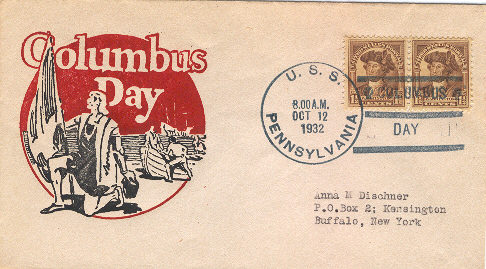 Columbus
Day
U. S. S.
8.00 A.M.
OCT 12
1932
PENNSYLVANIA
COLUMBUS
DAY
Anna M Dischner
P.O.Box 2; Kensington
Buffalo, New York